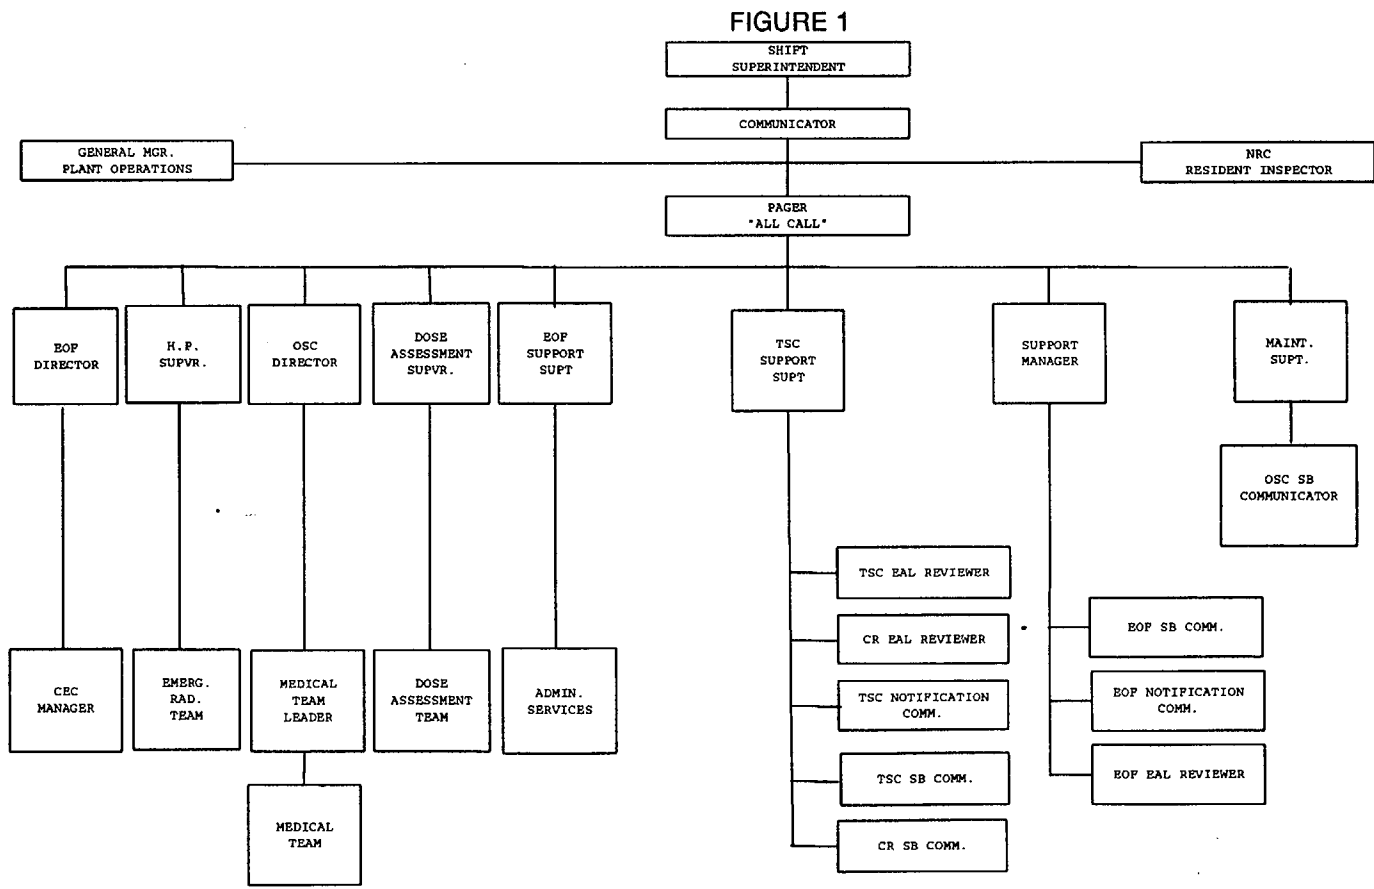 FIGURE 1
SHIFT
SUPERINTENDENT
COMMUNICATOR
GENERAL MGR.
PLANT OPERATIONS
NRC
RESIDENT INSPECTOR
PAGER
"ALL CALL"
EOF
DIRECTOR
H.P.
SUPVR.
OSC
DIRECTOR
DOSE
ASSESSMENT
SUPVR.
EOF
SUPPORT
SUPT
TSC
SUPPORT
SUPT
SUPPORT
MANAGER
MAINT.
SUPT.
OSC SB
COMMUNICATOR
TSC EAL REVIEWER
CR EAL REVIEWER
TSC NOTIFICATION
COMM.
TSC SB COMM.
CR SB COMM.
EOF SB COMM.
EOF NOTIFICATION
COMM.
EOF EAL REVIEWER
CEC
MANAGER
EMERG.
RAD.
TEAM
MEDICAL
TEAM
LEADER
DOSE
ASSESSMENT
TEAM
ADMIN.
SERVICES
MEDICAL
TEAM